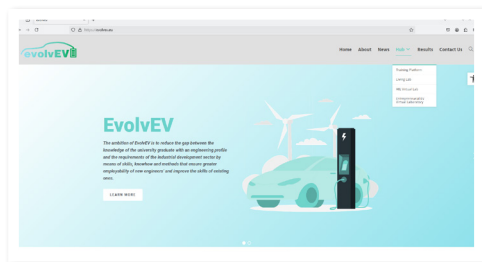 evolvEV
Home About News Hub Results Contact Us
Training Platform
Living Lab
EvolvEV
The ambition of EvolvEV is to reduce the gap between the
knowledge of the university graduate with an engineering profile
and the requirements of the industrial development sector by
means of skills, knowhow and methods that ensure greater
employability of new engineers' and improve the skills of existing
ones.
LEARN MORE